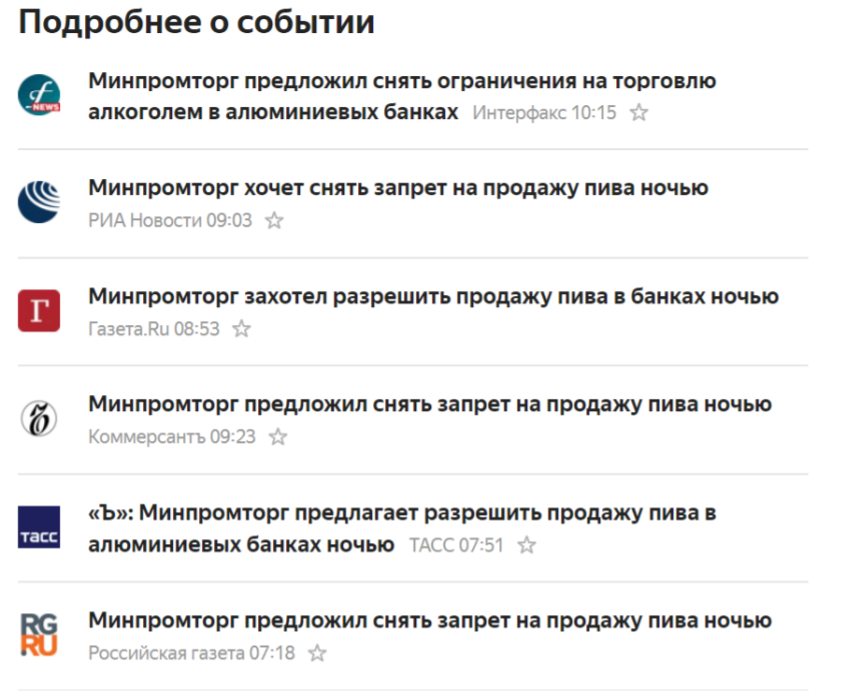 Подробнее о событии
f
NEWS
Минпромторг предложил снять ограничения на торговлю
алкоголем в алюминиевых банках Интерфакс 10:15
Минпромторг хочет снять запрет на продажу пива ночью
РИА Новости 09:03
Г
Минпромторг захотел разрешить продажу пива в банках ночью
Газета.Ru 08:53
Ъ
Минпромторг предложил снять запрет на продажу пива ночью
Коммерсантъ 09:23
«Ъ»: Минпромторг предлагает разрешить продажу пива в
тасс
алюминиевых банках ночью ТАСС 07:51
RG
RU
Минпромторг предложил снять запрет на продажу пива ночью
Российская газета 07:18